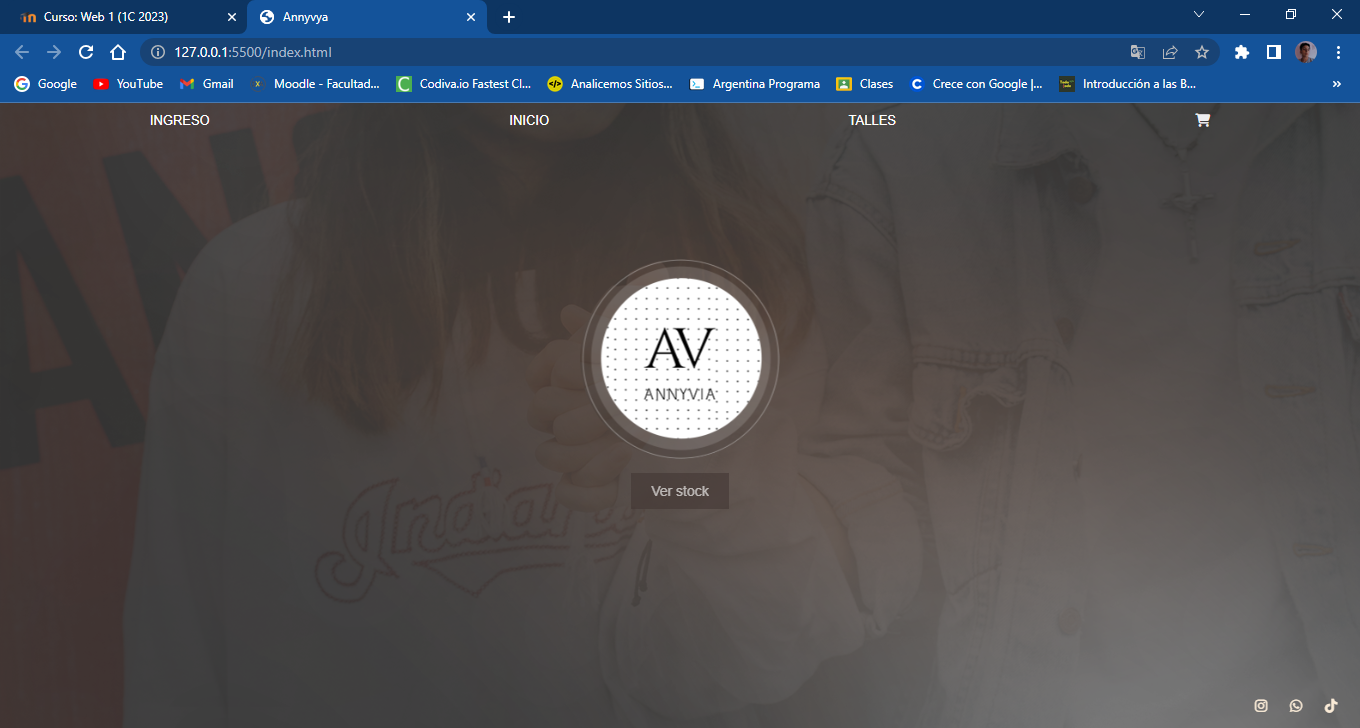 Curso: Web 1 (1C 2023)
Annyvya
127.0.0.1:5500/index.html
Google
YouTube
Gmail
Moodle - Facultad...
Codiva.io Fastest Cl...
Analicemos Sitios...
Argentina Programa
Clases
Crece con Google |...
Introducción a las B...
INGRESO
INICIO
TALLES
AV
ANNYVIA
Ver stock
Indians